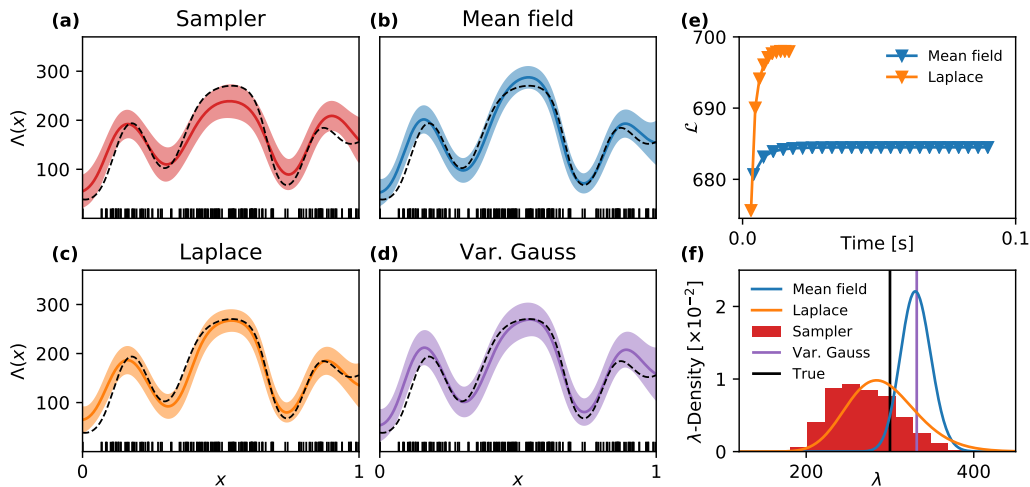 (a) Sampler
Λ(x)
300
200
100
(b) Mean field
(c) Laplace
Λ(x)
300
200
100
0
x
1
(d) Var. Gauss
0
x
1
(e)
ℒ
700
690
680
Mean field
Laplace
0.0
Time [s]
0.1
(f)
λ-Density [×10⁻²]
2
1
0
Mean field
Laplace
Sampler
Var. Gauss
True
200
λ
400